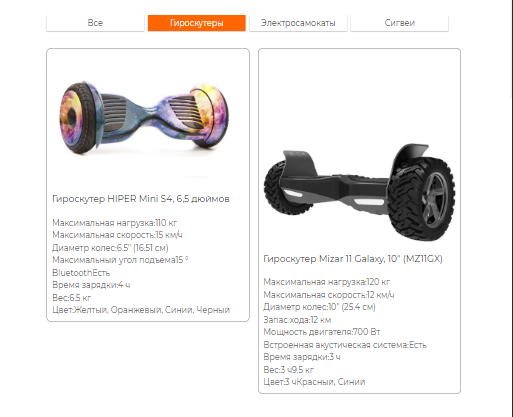 Все
Гироскутеры
Электросамокаты
Сигвеи
Гироскутер HIPER Mini S4, 6,5 дюймов
Максимальная нагрузка:110 кг
Максимальная скорость:15 км/ч
Диаметр колес:6.5" (16.51 см)
Максимальный угол подъема15 °
BluetoothЕсть
Время зарядки:4 ч
Вес:6.5 кг
Цвет:Желтый, Оранжевый, Синий, Черный
Гироскутер Mizar 11 Galaxy, 10" (MZ11GX)
Максимальная нагрузка:120 кг
Максимальная скорость:12 км/ч
Диаметр колес:10" (25.4 см)
Запас хода:12 км
Мощность двигателя:700 Вт
Встроенная акустическая система:Есть
Время зарядки:3 ч
Вес:3 ч9.5 кг
Цвет:3 чКрасный, Синий